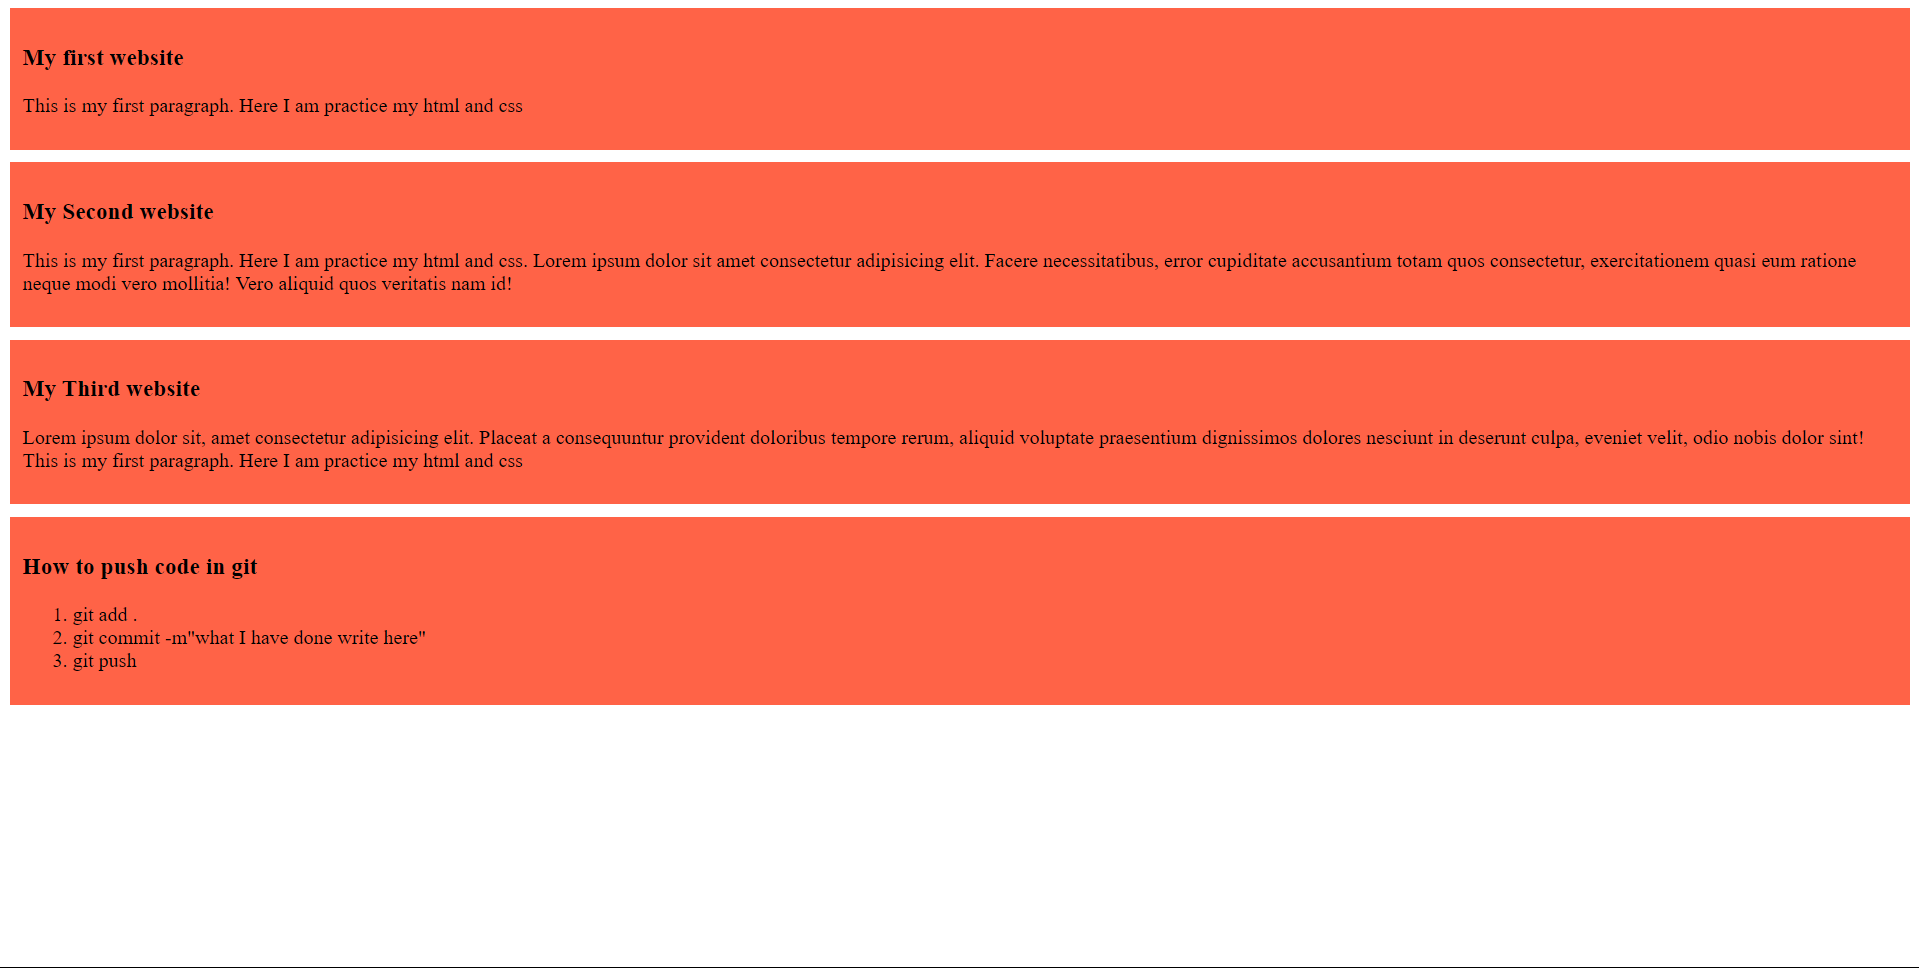 My first website
This is my first paragraph. Here I am practice my html and css
My Second website
This is my first paragraph. Here I am practice my html and css. Lorem ipsum dolor sit amet consectetur adipisicing elit. Facere necessitatibus, error cupiditate accusantium totam quos consectetur, exercitationem quasi eum ratione
neque modi vero mollitia! Vero aliquid quos veritatis nam id!
My Third website
Lorem ipsum dolor sit, amet consectetur adipisicing elit. Placeat a consequuntur provident doloribus tempore rerum, aliquid voluptate praesentium dignissimos dolores nesciunt in deserunt culpa, eveniet velit, odio nobis dolor sint!
This is my first paragraph. Here I am practice my html and css
How to push code in git
1. git add .
2. git commit -m"what I have done write here"
3. git push